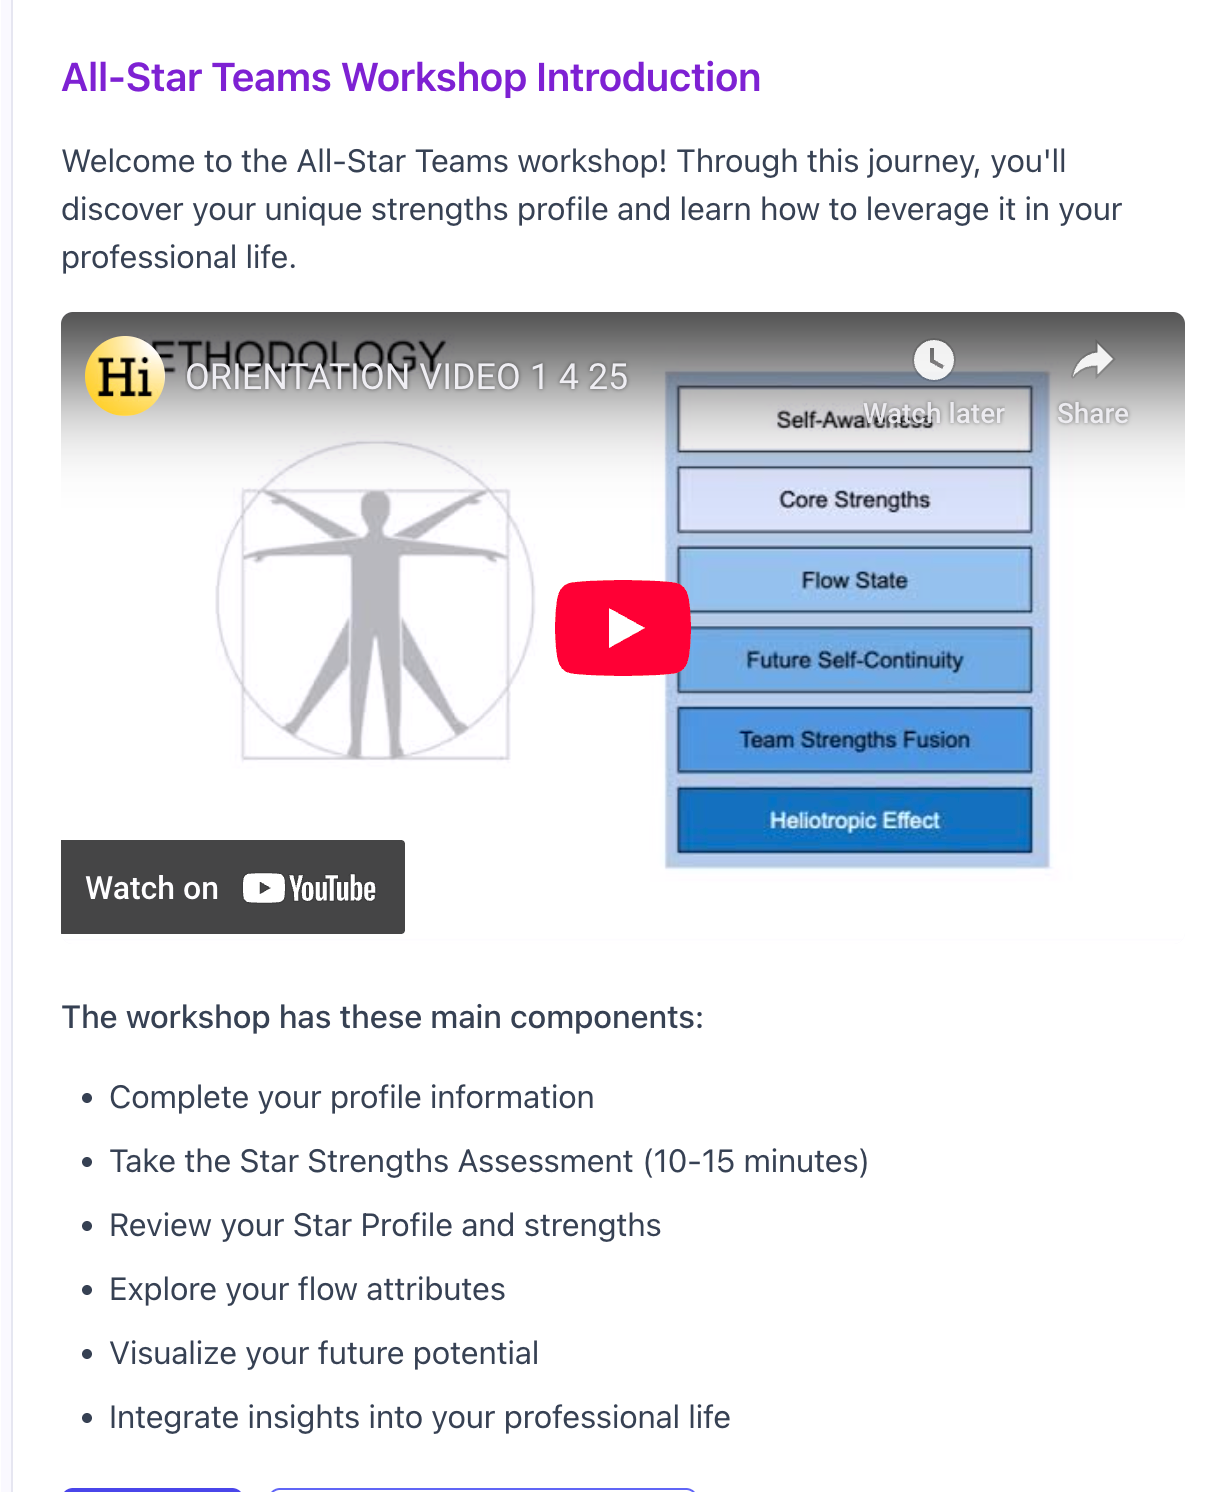 All-Star Teams Workshop Introduction
Welcome to the All-Star Teams workshop! Through this journey, you'll
discover your unique strengths profile and learn how to leverage it in your
professional life.
ETHODOLOGY
Hi
ORIENTATION VIDEO 1 4 25
Watch later
Share
Self-Awareness
Core Strengths
Flow State
Future Self-Continuity
Team Strengths Fusion
Heliotropic Effect
Watch on YouTube
The workshop has these main components:
• Complete your profile information
• Take the Star Strengths Assessment (10-15 minutes)
• Review your Star Profile and strengths
• Explore your flow attributes
• Visualize your future potential
• Integrate insights into your professional life